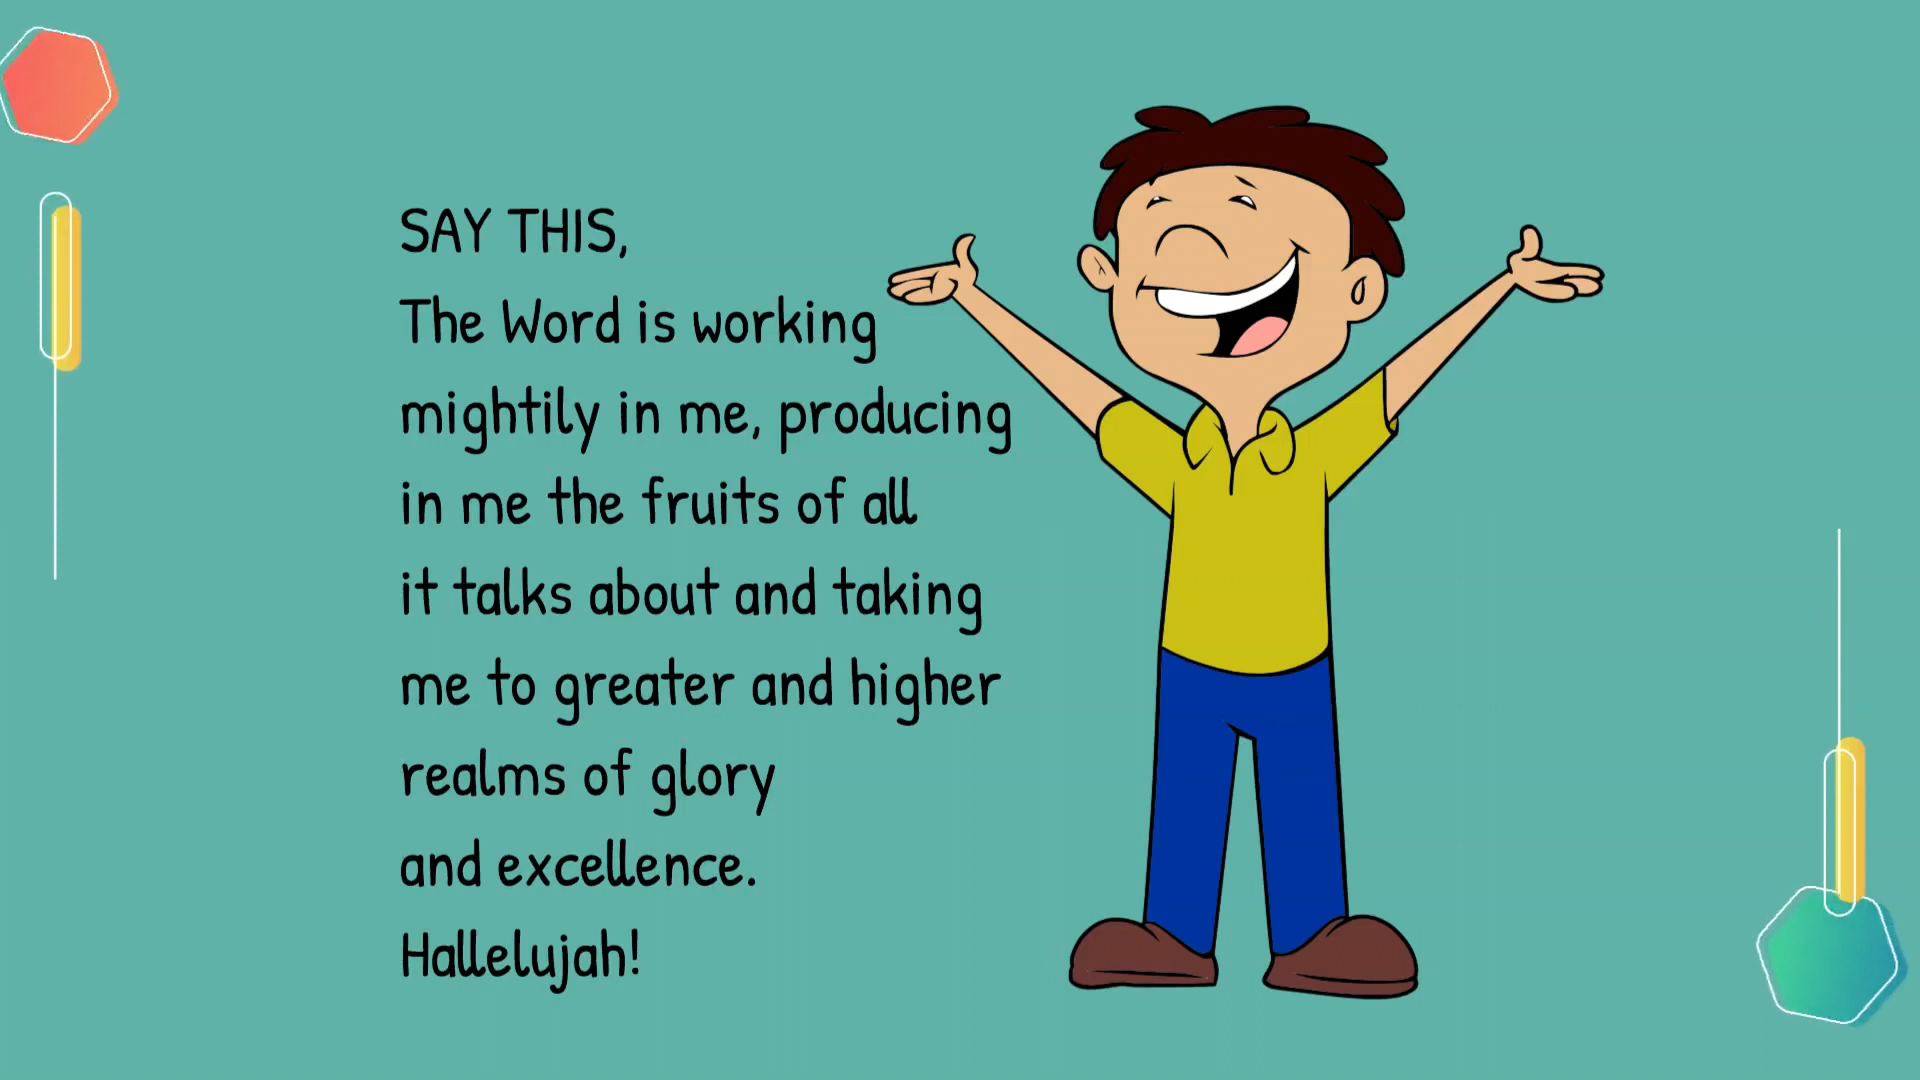 SAY THIS,
The Word is working
mightily in me, producing
in me the fruits of all
it talks about and taking
me to greater and higher
realms of glory
and excellence.
Hallelujah!